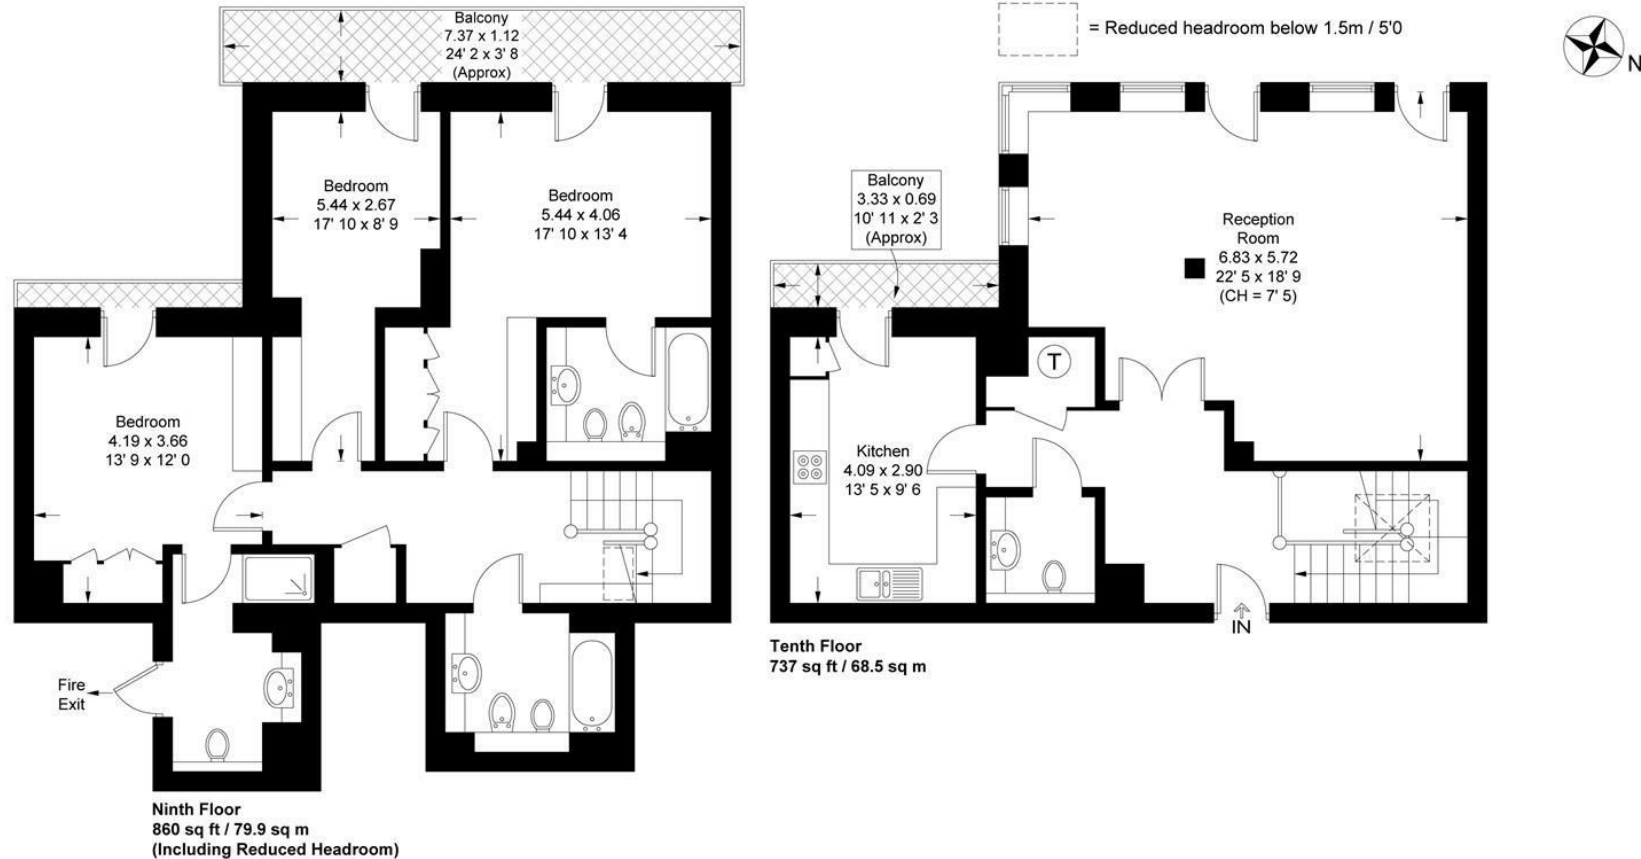 Balcony
7.37 x 1.12
24' 2 x 3' 8
(Approx)
= Reduced headroom below 1.5m / 5'0
N
Bedroom
5.44 x 2.67
17' 10 x 8' 9
Bedroom
5.44 x 4.06
17' 10 x 13' 4
Bedroom
4.19 x 3.66
13' 9 x 12' 0
Fire
Exit
Ninth Floor
860 sq ft / 79.9 sq m
(Including Reduced Headroom)
Balcony
3.33 x 0.69
10' 11 x 2' 3
(Approx)
Reception
Room
6.83 x 5.72
22' 5 x 18' 9
(CH = 7' 5)
T
Kitchen
4.09 x 2.90
13' 5 x 9' 6
IN
Tenth Floor
737 sq ft / 68.5 sq m